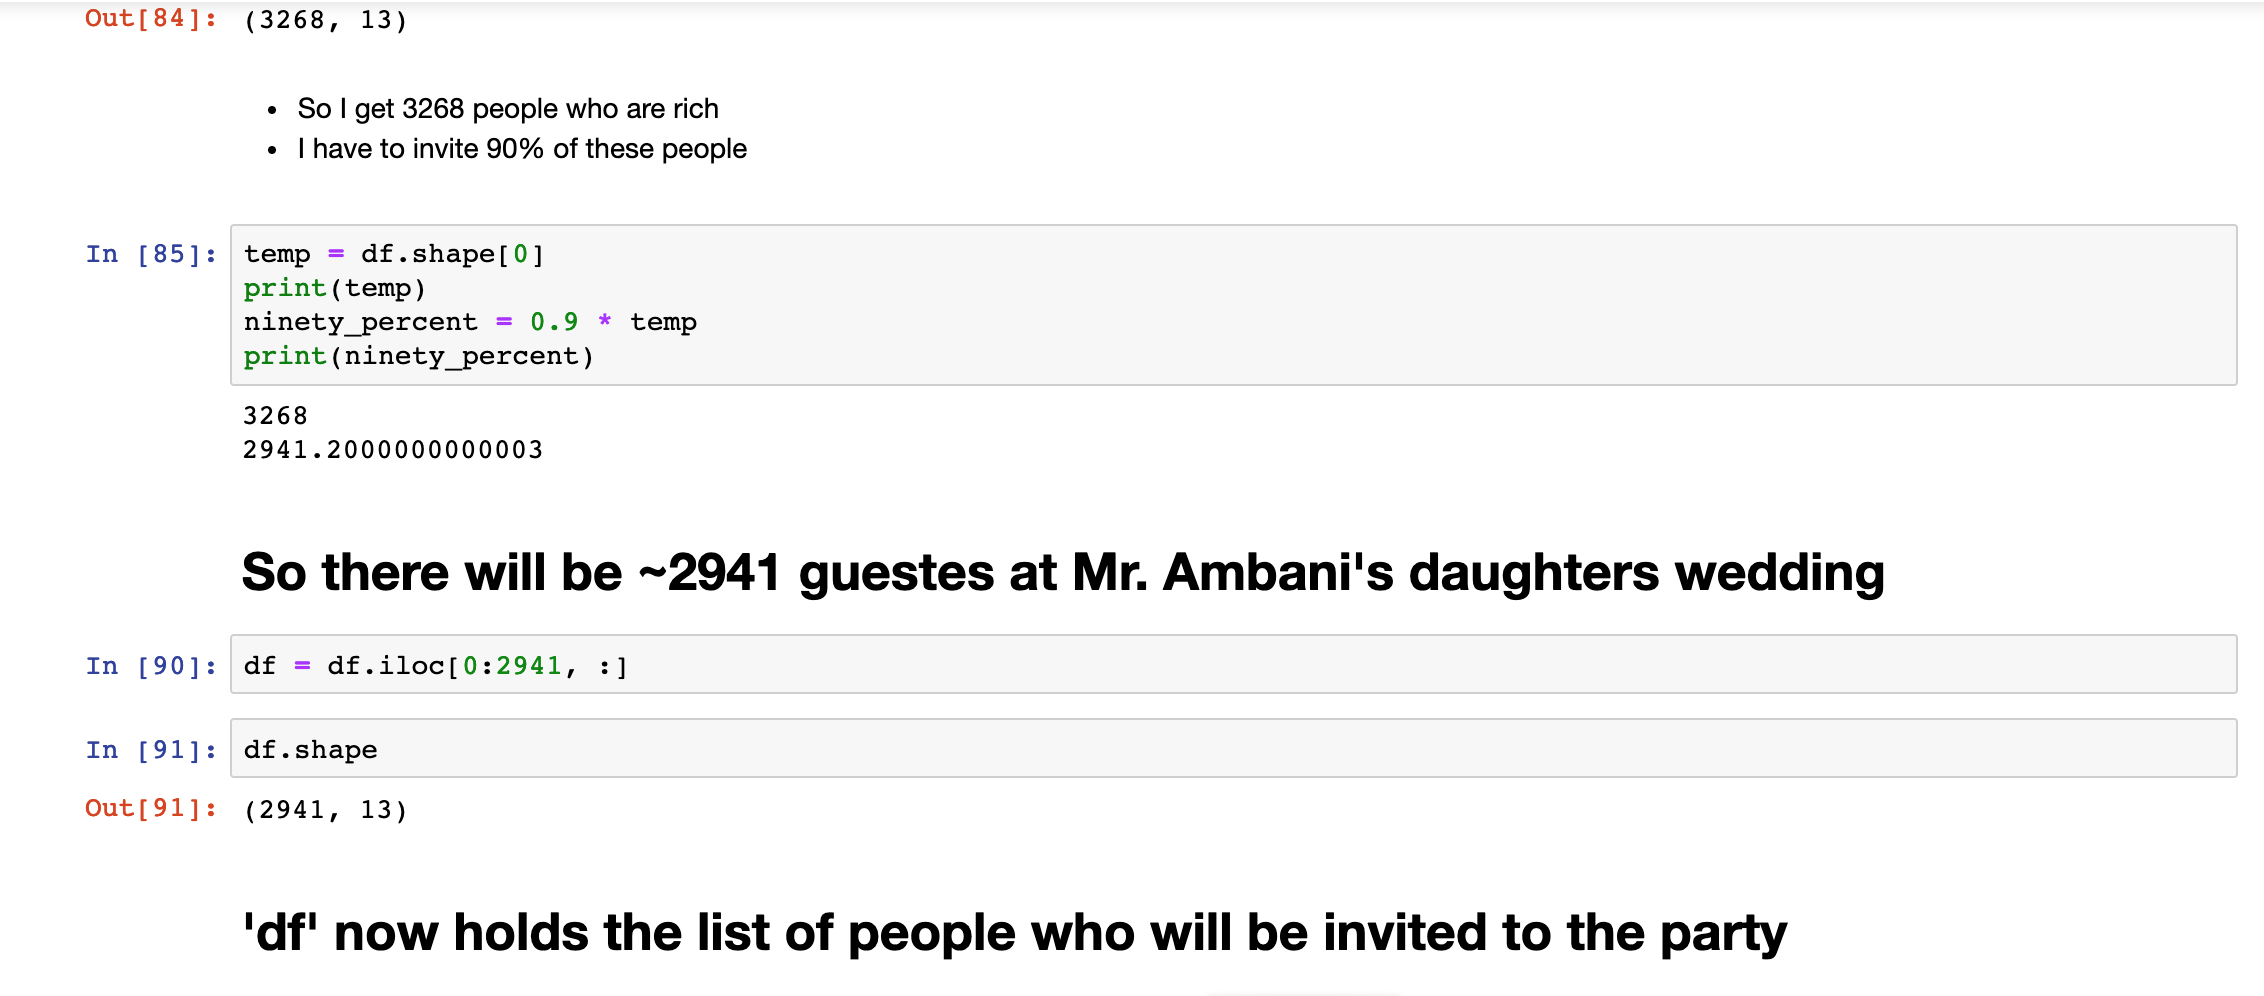 Out[84]: (3268, 13)
• So I get 3268 people who are rich
• I have to invite 90% of these people
In [85]: temp = df.shape[0]
print(temp)
ninety_percent = 0.9 * temp
print(ninety_percent)
3268
2941.2000000000003
So there will be ~2941 guestes at Mr. Ambani's daughters wedding
In [90]: df = df.iloc[0:2941, :]
In [91]: df.shape
Out[91]: (2941, 13)
'df' now holds the list of people who will be invited to the party